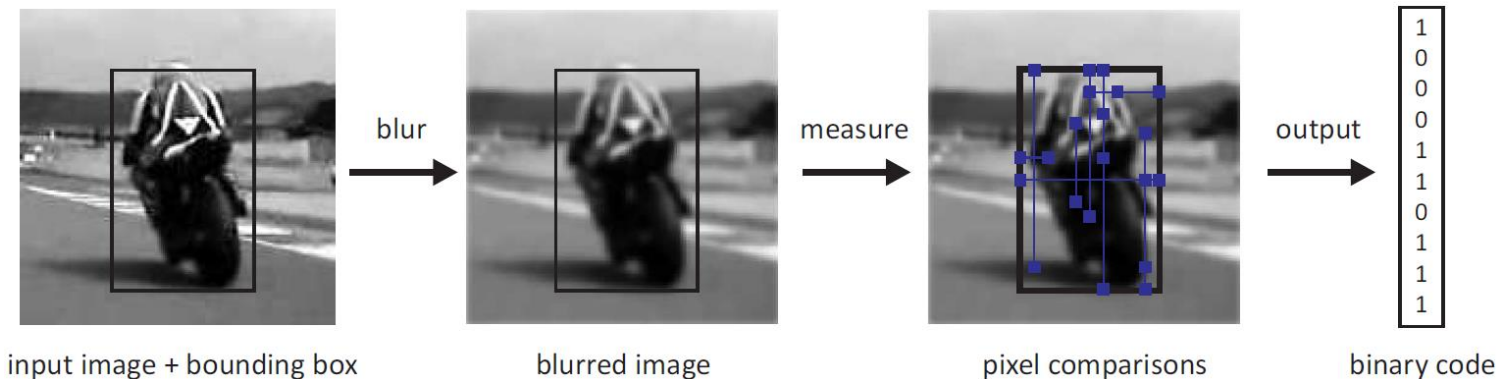 blur
measure
output
1
0
0
0
1
1
0
1
1
1
input image + bounding box
blurred image
pixel comparisons
binary code